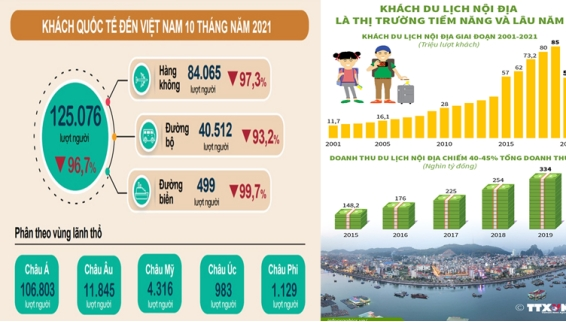 KHÁCH QUỐC TẾ ĐẾN VIỆT NAM 10 THÁNG NĂM 2021
125.076
lượt người
▼96,7%
Hàng không
84.065
lượt người
▼97,3%
Đường bộ
40.512
lượt người
▼93,2%
Đường biển
499
lượt người
▼99,7%
Phân theo vùng lãnh thổ
Châu Á
106.803
lượt người
Châu Âu
11.845
lượt người
Châu Mỹ
4.316
lượt người
Châu Úc
983
lượt người
Châu Phi
1.129
lượt người
KHÁCH DU LỊCH NỘI ĐỊA
LÀ THỊ TRƯỜNG TIỀM NĂNG VÀ LÂU NĂM
KHÁCH DU LỊCH NỘI ĐỊA GIAI ĐOẠN 2001-2021
(Triệu lượt khách)
11,7
16,1
28
57
62
73,2
80
85
2001
2005
2010
2015
DOANH THU DU LỊCH NỘI ĐỊA CHIẾM 40-45% TỔNG DOANH THU
(Nghìn tỷ đồng)
148,2
176
225
254
334
2015
2016
2017
2018
2019